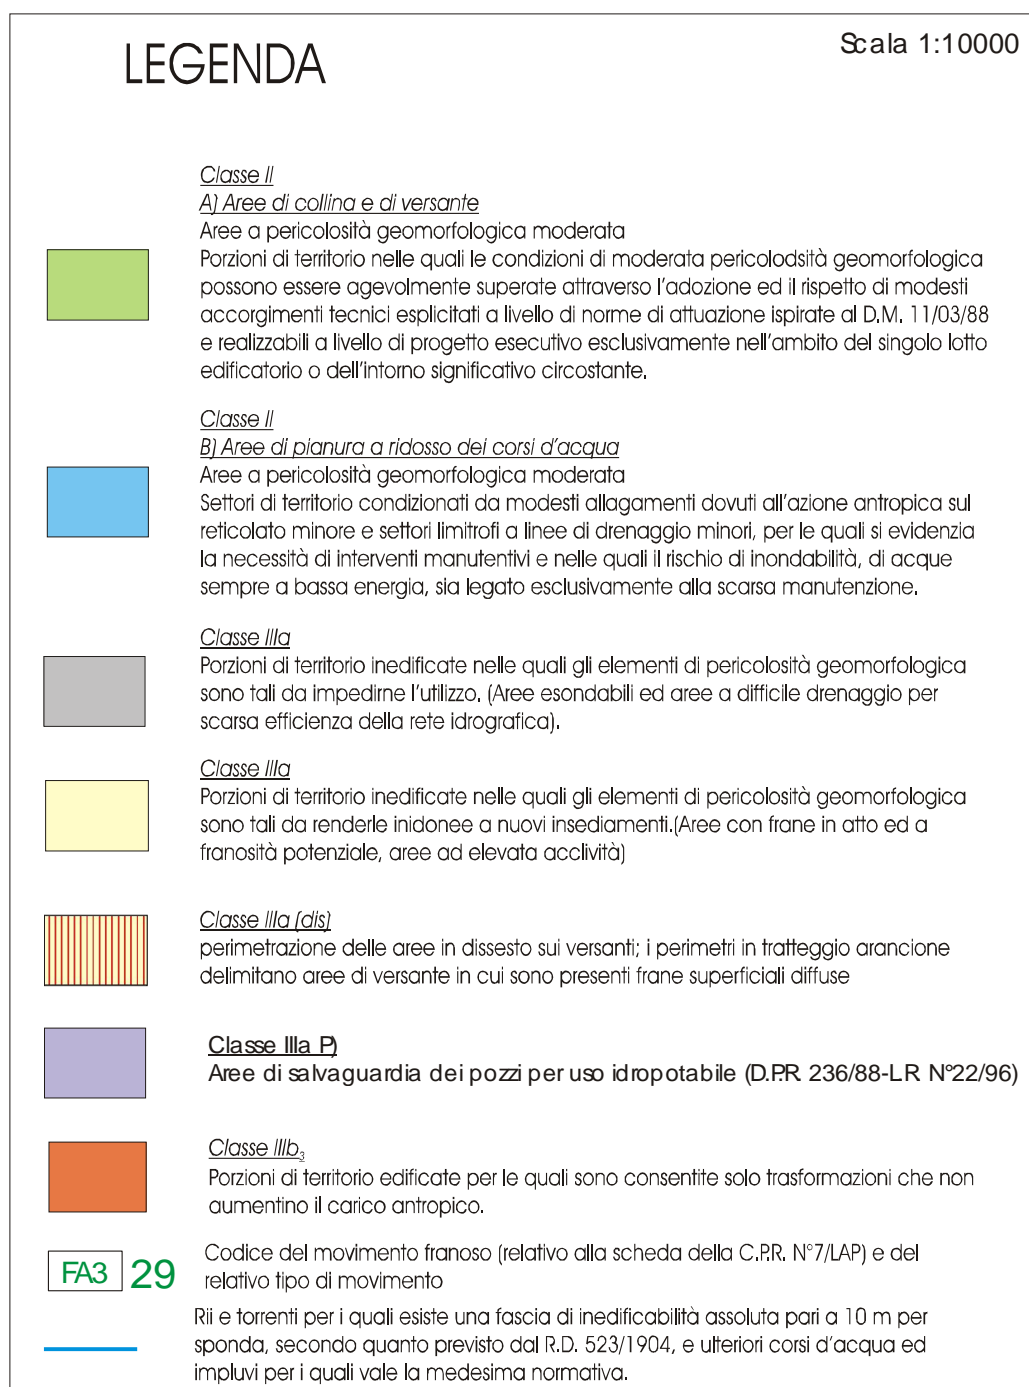 LEGENDA
Scala 1:10000
Classe II
A) Aree di collina e di versante
Aree a pericolosità geomorfologica moderata
Porzioni di territorio nelle quali le condizioni di moderata pericolodsità geomorfologica
possono essere agevolmente superate attraverso l'adozione ed il rispetto di modesti
accorgimenti tecnici esplicitati a livello di norme di attuazione ispirate al D.M. 11/03/88
e realizzabili a livello di progetto esecutivo esclusivamente nell'ambito del singolo lotto
edificatorio o dell'intorno significativo circostante.
Classe II
B) Aree di pianura a ridosso dei corsi d'acqua
Aree a pericolosità geomorfologica moderata
Settori di territorio condizionati da modesti allagamenti dovuti all'azione antropica sul
reticolato minore e settori limitrofi a linee di drenaggio minori, per le quali si evidenzia
la necessità di interventi manutentivi e nelle quali il rischio di inondabilità, di acque
sempre a bassa energia, sia legato esclusivamente alla scarsa manutenzione.
Classe IIIa
Porzioni di territorio inedificate nelle quali gli elementi di pericolosità geomorfologica
sono tali da impedirne l'utilizzo. (Aree esondabili ed aree a difficile drenaggio per
scarsa efficienza della rete idrografica).
Classe IIIa
Porzioni di territorio inedificate nelle quali gli elementi di pericolosità geomorfologica
sono tali da renderle inidonee a nuovi insediamenti.(Aree con frane in atto ed a
franosità potenziale, aree ad elevata acclività)
Classe IIIa (dis)
perimetrazione delle aree in dissesto sui versanti; i perimetri in tratteggio arancione
delimitano aree di versante in cui sono presenti frane superficiali diffuse
Classe IIIa P)
Aree di salvaguardia dei pozzi per uso idropotabile (D.P.R. 236/88-L.R. N°22/96)
Classe IIIb3
Porzioni di territorio edificate per le quali sono consentite solo trasformazioni che non
aumentino il carico antropico.
FA3 29
Codice del movimento franoso (relativo alla scheda della C.P.R. N°7/LAP) e del
relativo tipo di movimento
Rii e torrenti per i quali esiste una fascia di inedificabilità assoluta pari a 10 m per
sponda, secondo quanto previsto dal R.D. 523/1904, e ulteriori corsi d'acqua ed
impluvi per i quali vale la medesima normativa.